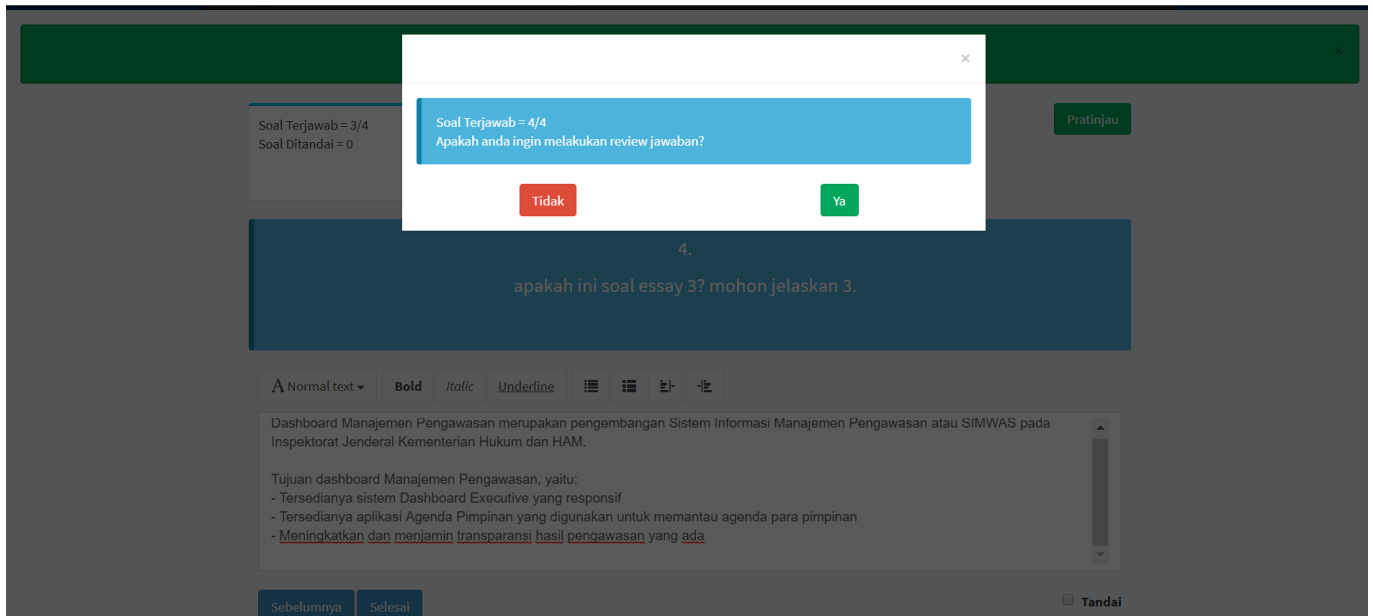 ×
×
Soal Terjawab = 3/4
Soal Ditandai = 0
Soal Terjawab = 4/4
Apakah anda ingin melakukan review jawaban?
Pratinjau
Tidak
Ya
4.
apakah ini soal essay 3? mohon jelaskan 3.
A Normal text
Bold
Italic
Underline
Dashboard Manajemen Pengawasan merupakan pengembangan Sistem Informasi Manajemen Pengawasan atau SIMWAS pada
Inspektorat Jenderal Kementerian Hukum dan HAM.
Tujuan dashboard Manajemen Pengawasan, yaitu:
- Tersedianya sistem Dashboard Executive yang responsif
- Tersedianya aplikasi Agenda Pimpinan yang digunakan untuk memantau agenda para pimpinan
- Meningkatkan dan menjamin transparansi hasil pengawasan yang ada
Sebelumnya
Selesai
Tandai